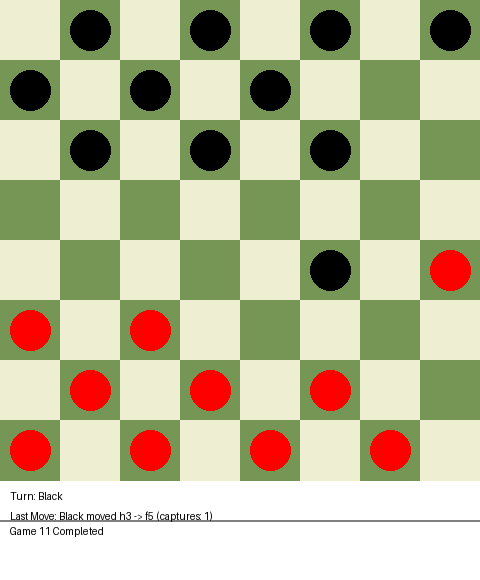 Turn: Black
Last Move: Black moved h3 -> f5 (captures: 1)
Game 11 Completed